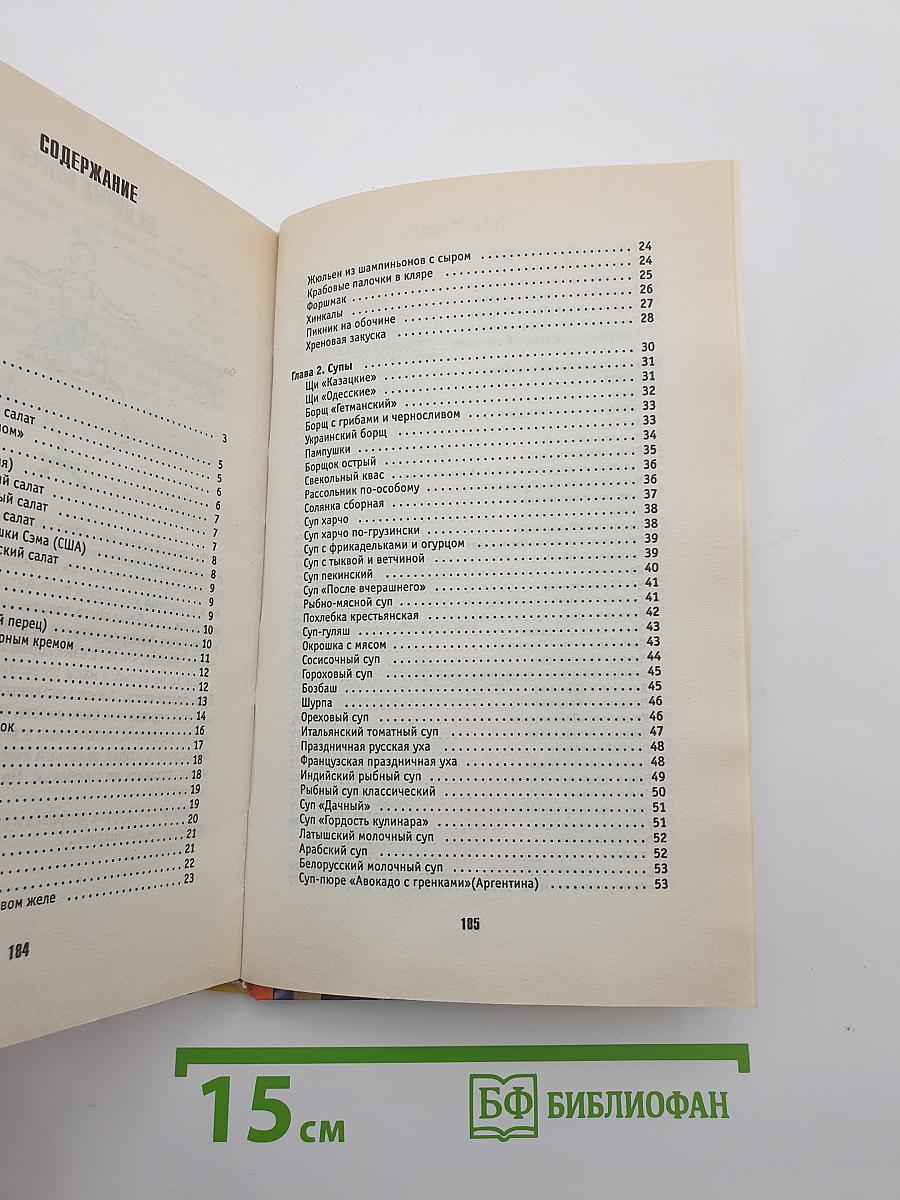 СОДЕРЖАНИЕ
. . . . . 3
салат . . . . . 5
ом» . . . . . 5
. . . . . 6
я) . . . . . 6
й салат . . . . . 7
ый салат . . . . . 7
салат . . . . . 7
шки Сэма (США) . . . . . 8
ский салат . . . . . 8
. . . . . 9
. . . . . 9
. . . . . 9
й перец) . . . . . 10
рным кремом . . . . . 10
. . . . . 11
. . . . . 12
. . . . . 12
. . . . . 13
. . . . . 14
ок . . . . . 16
. . . . . 17
. . . . . 18
. . . . . 18
. . . . . 19
. . . . . 19
. . . . . 20
. . . . . 21
. . . . . 21
. . . . . 22
вом желе . . . . . 23
184
Жюльен из шампиньонов с сыром . . . . . 24
Крабовые палочки в кляре . . . . . 24
Форшмак . . . . . 25
Хинкалы . . . . . 26
Пикник на обочине . . . . . 27
Хреновая закуска . . . . . 28
Глава 2. Супы . . . . . 30
Щи «Казацкие» . . . . . 31
Щи «Одесские» . . . . . 31
Борщ «Гетманский» . . . . . 32
Борщ с грибами и черносливом . . . . . 33
Украинский борщ . . . . . 33
Пампушки . . . . . 34
Борщок острый . . . . . 35
Свекольный квас . . . . . 36
Рассольник по-особому . . . . . 36
Солянка сборная . . . . . 37
Суп харчо . . . . . 38
Суп харчо по-грузински . . . . . 38
Суп с фрикадельками и огурцом . . . . . 39
Суп с тыквой и ветчиной . . . . . 39
Суп пекинский . . . . . 40
Суп «После вчерашнего» . . . . . 41
Рыбно-мясной суп . . . . . 41
Похлебка крестьянская . . . . . 42
Суп-гуляш . . . . . 43
Окрошка с мясом . . . . . 43
Сосисочный суп . . . . . 44
Гороховый суп . . . . . 45
Бозбаш . . . . . 45
Шурпа . . . . . 46
Ореховый суп . . . . . 46
Итальянский томатный суп . . . . . 47
Праздничная русская уха . . . . . 48
Французская праздничная уха . . . . . 48
Индийский рыбный суп . . . . . 49
Рыбный суп классический . . . . . 50
Суп «Дачный» . . . . . 51
Суп «Гордость кулинара» . . . . . 51
Латышский молочный суп . . . . . 52
Арабский суп . . . . . 52
Белорусский молочный суп . . . . . 53
Суп-пюре «Авокадо с гренками»(Аргентина) . . . . . 53
185
15 см
БФ БИБЛИОФАН